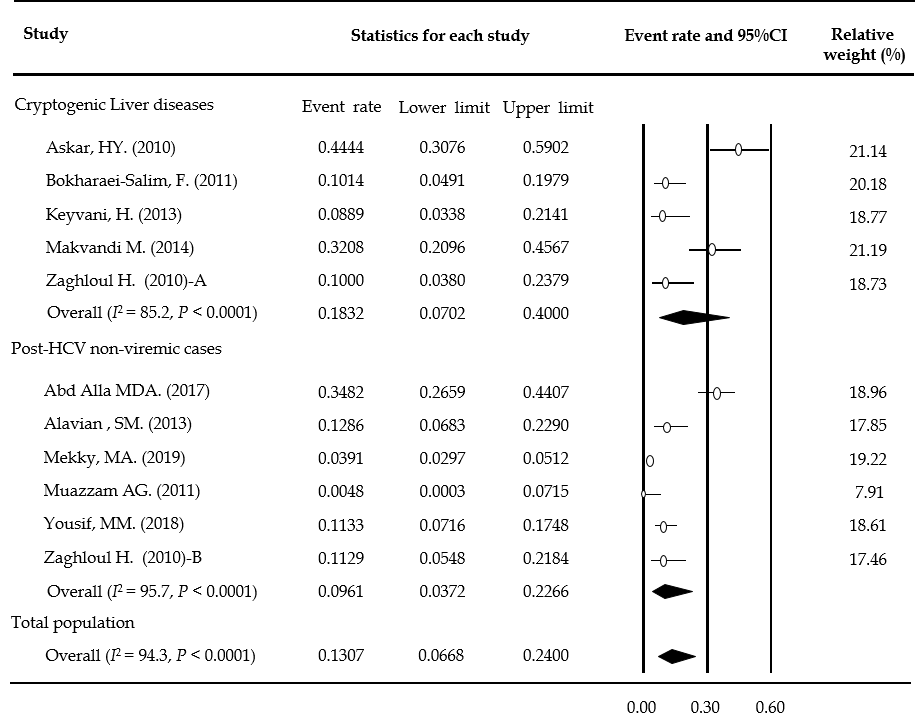 Study Statistics for each study Event rate and 95%CI Relative weight (%)
Cryptogenic Liver diseases Event rate Lower limit Upper limit
Askar, HY. (2010) 0.4444 0.3076 0.5902 21.14
Bokharaei-Salim, F. (2011) 0.1014 0.0491 0.1979 20.18
Keyvani, H. (2013) 0.0889 0.0338 0.2141 18.77
Makvandi M. (2014) 0.3208 0.2096 0.4567 21.19
Zaghloul H. (2010)-A 0.1000 0.0380 0.2379 18.73
Overall (I² = 85.2, P < 0.0001) 0.1832 0.0702 0.4000
Post-HCV non-viremic cases
Abd Alla MDA. (2017) 0.3482 0.2659 0.4407 18.96
Alavian , SM. (2013) 0.1286 0.0683 0.2290 17.85
Mekky, MA. (2019) 0.0391 0.0297 0.0512 19.22
Muazzam AG. (2011) 0.0048 0.0003 0.0715 7.91
Yousif, MM. (2018) 0.1133 0.0716 0.1748 18.61
Zaghloul H. (2010)-B 0.1129 0.0548 0.2184 17.46
Overall (I² = 95.7, P < 0.0001) 0.0961 0.0372 0.2266
Total population
Overall (I² = 94.3, P < 0.0001) 0.1307 0.0668 0.2400
0.00 0.30 0.60